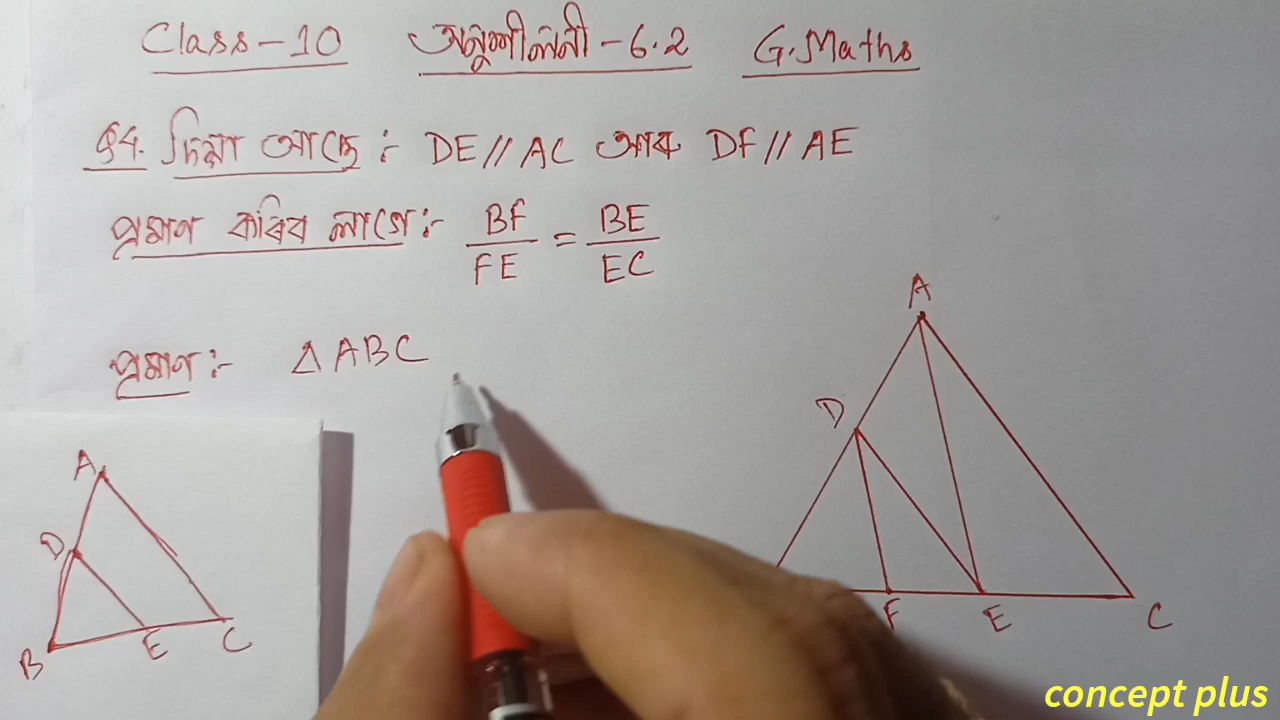 Class-10 অনুশীলনী-6.2 G.Maths
Q4. দিয়া আছে:- DE//AC আৰু DF//AE
প্ৰমাণ কৰিব লাগে:- BF/FE = BE/EC
প্ৰমাণ:- △ABC
A
D
F
E
C
A
D
B
E
C
concept plus